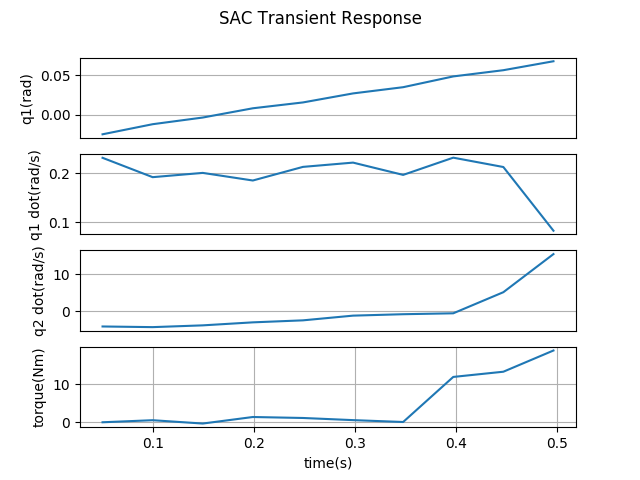 SAC Transient Response
q1(rad)
0.05
0.00
q1 dot(rad/s)
0.2
0.1
q2 dot(rad/s)
10
0
torque(Nm)
10
0
0.1 0.2 0.3 0.4 0.5
time(s)